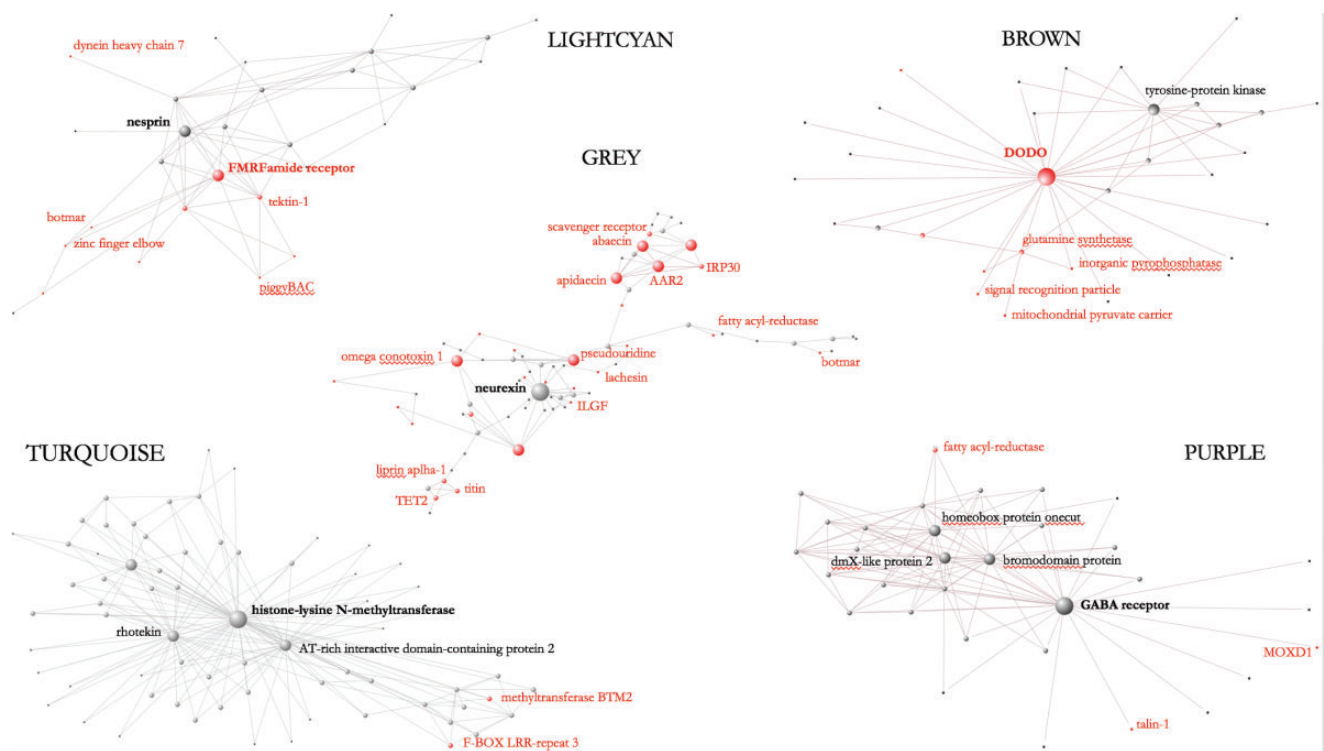 LIGHTCYAN
dynein heavy chain 7
nesprin
FMRFamide receptor
tektin-1
botmar
zinc finger elbow
piggyBAC
BROWN
tyrosine-protein kinase
DODO
glutamine synthetase
inorganic pyrophosphatase
signal recognition particle
mitochondrial pyruvate carrier
GREY
scavenger receptor
abaecin
IRP30
apidaecin
AAR2
fatty acyl-reductase
omega conotoxin 1
pseudouridine
botmar
lachesin
neurexin
ILGF
liprin aplha-1
titin
TET2
TURQUOISE
histone-lysine N-methyltransferase
rhotekin
AT-rich interactive domain-containing protein 2
methyltransferase BTM2
F-BOX LRR-repeat 3
PURPLE
fatty acyl-reductase
homeobox protein onecut
dmX-like protein 2
bromodomain protein
GABA receptor
MOXD1
talin-1